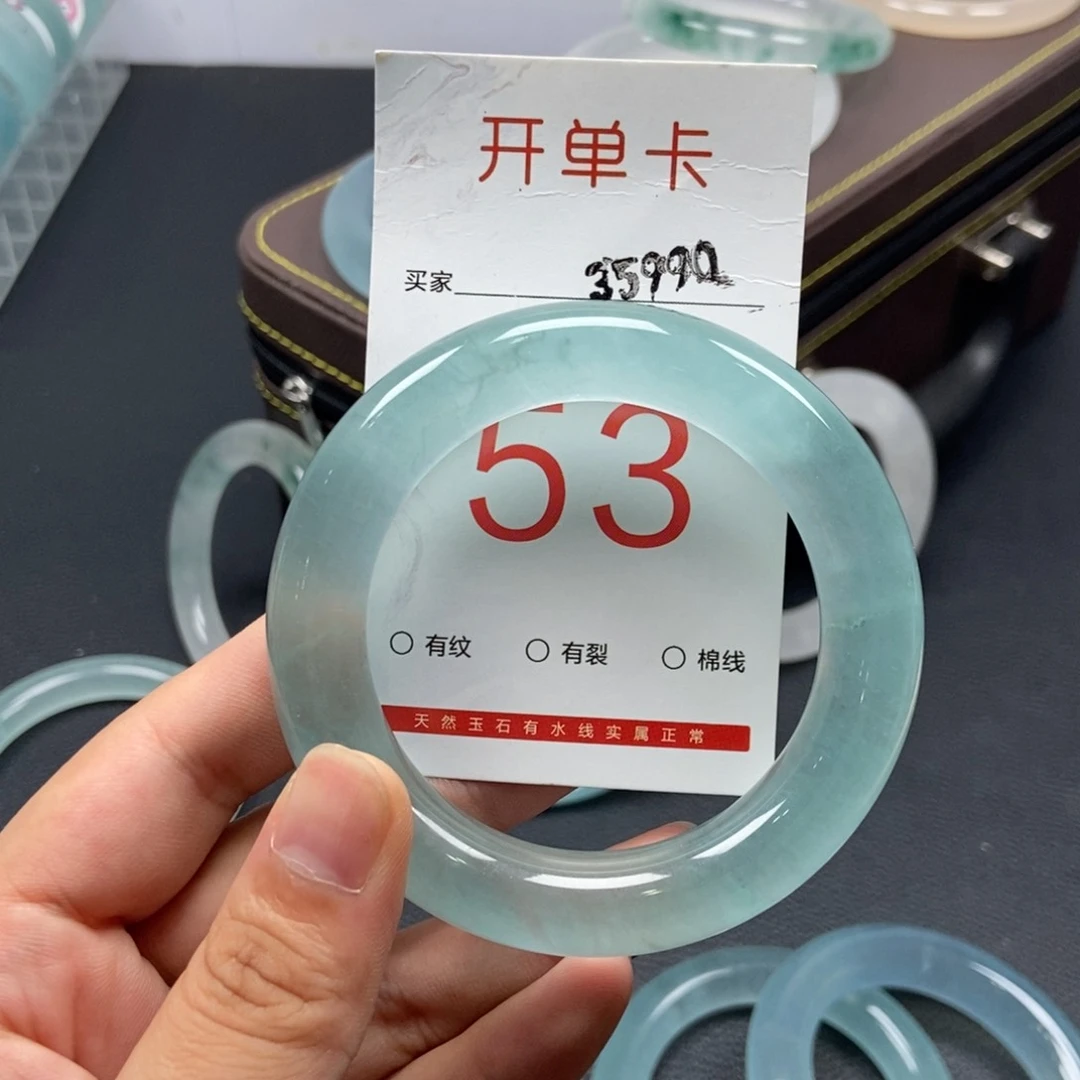 开单卡
买家 35990
53
○ 有纹 ○ 有裂 ○ 棉线
天然玉石有水线实属正常